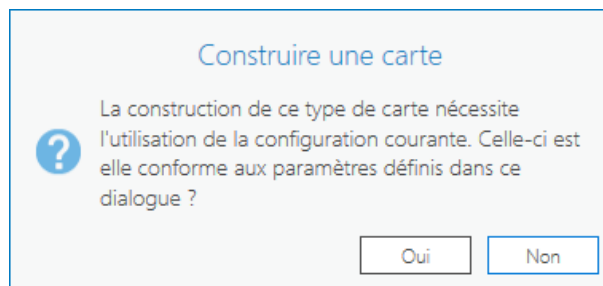 Construire une carte
La construction de ce type de carte nécessite
l'utilisation de la configuration courante. Celle-ci est
elle conforme aux paramètres définis dans ce
dialogue ?
Oui
Non